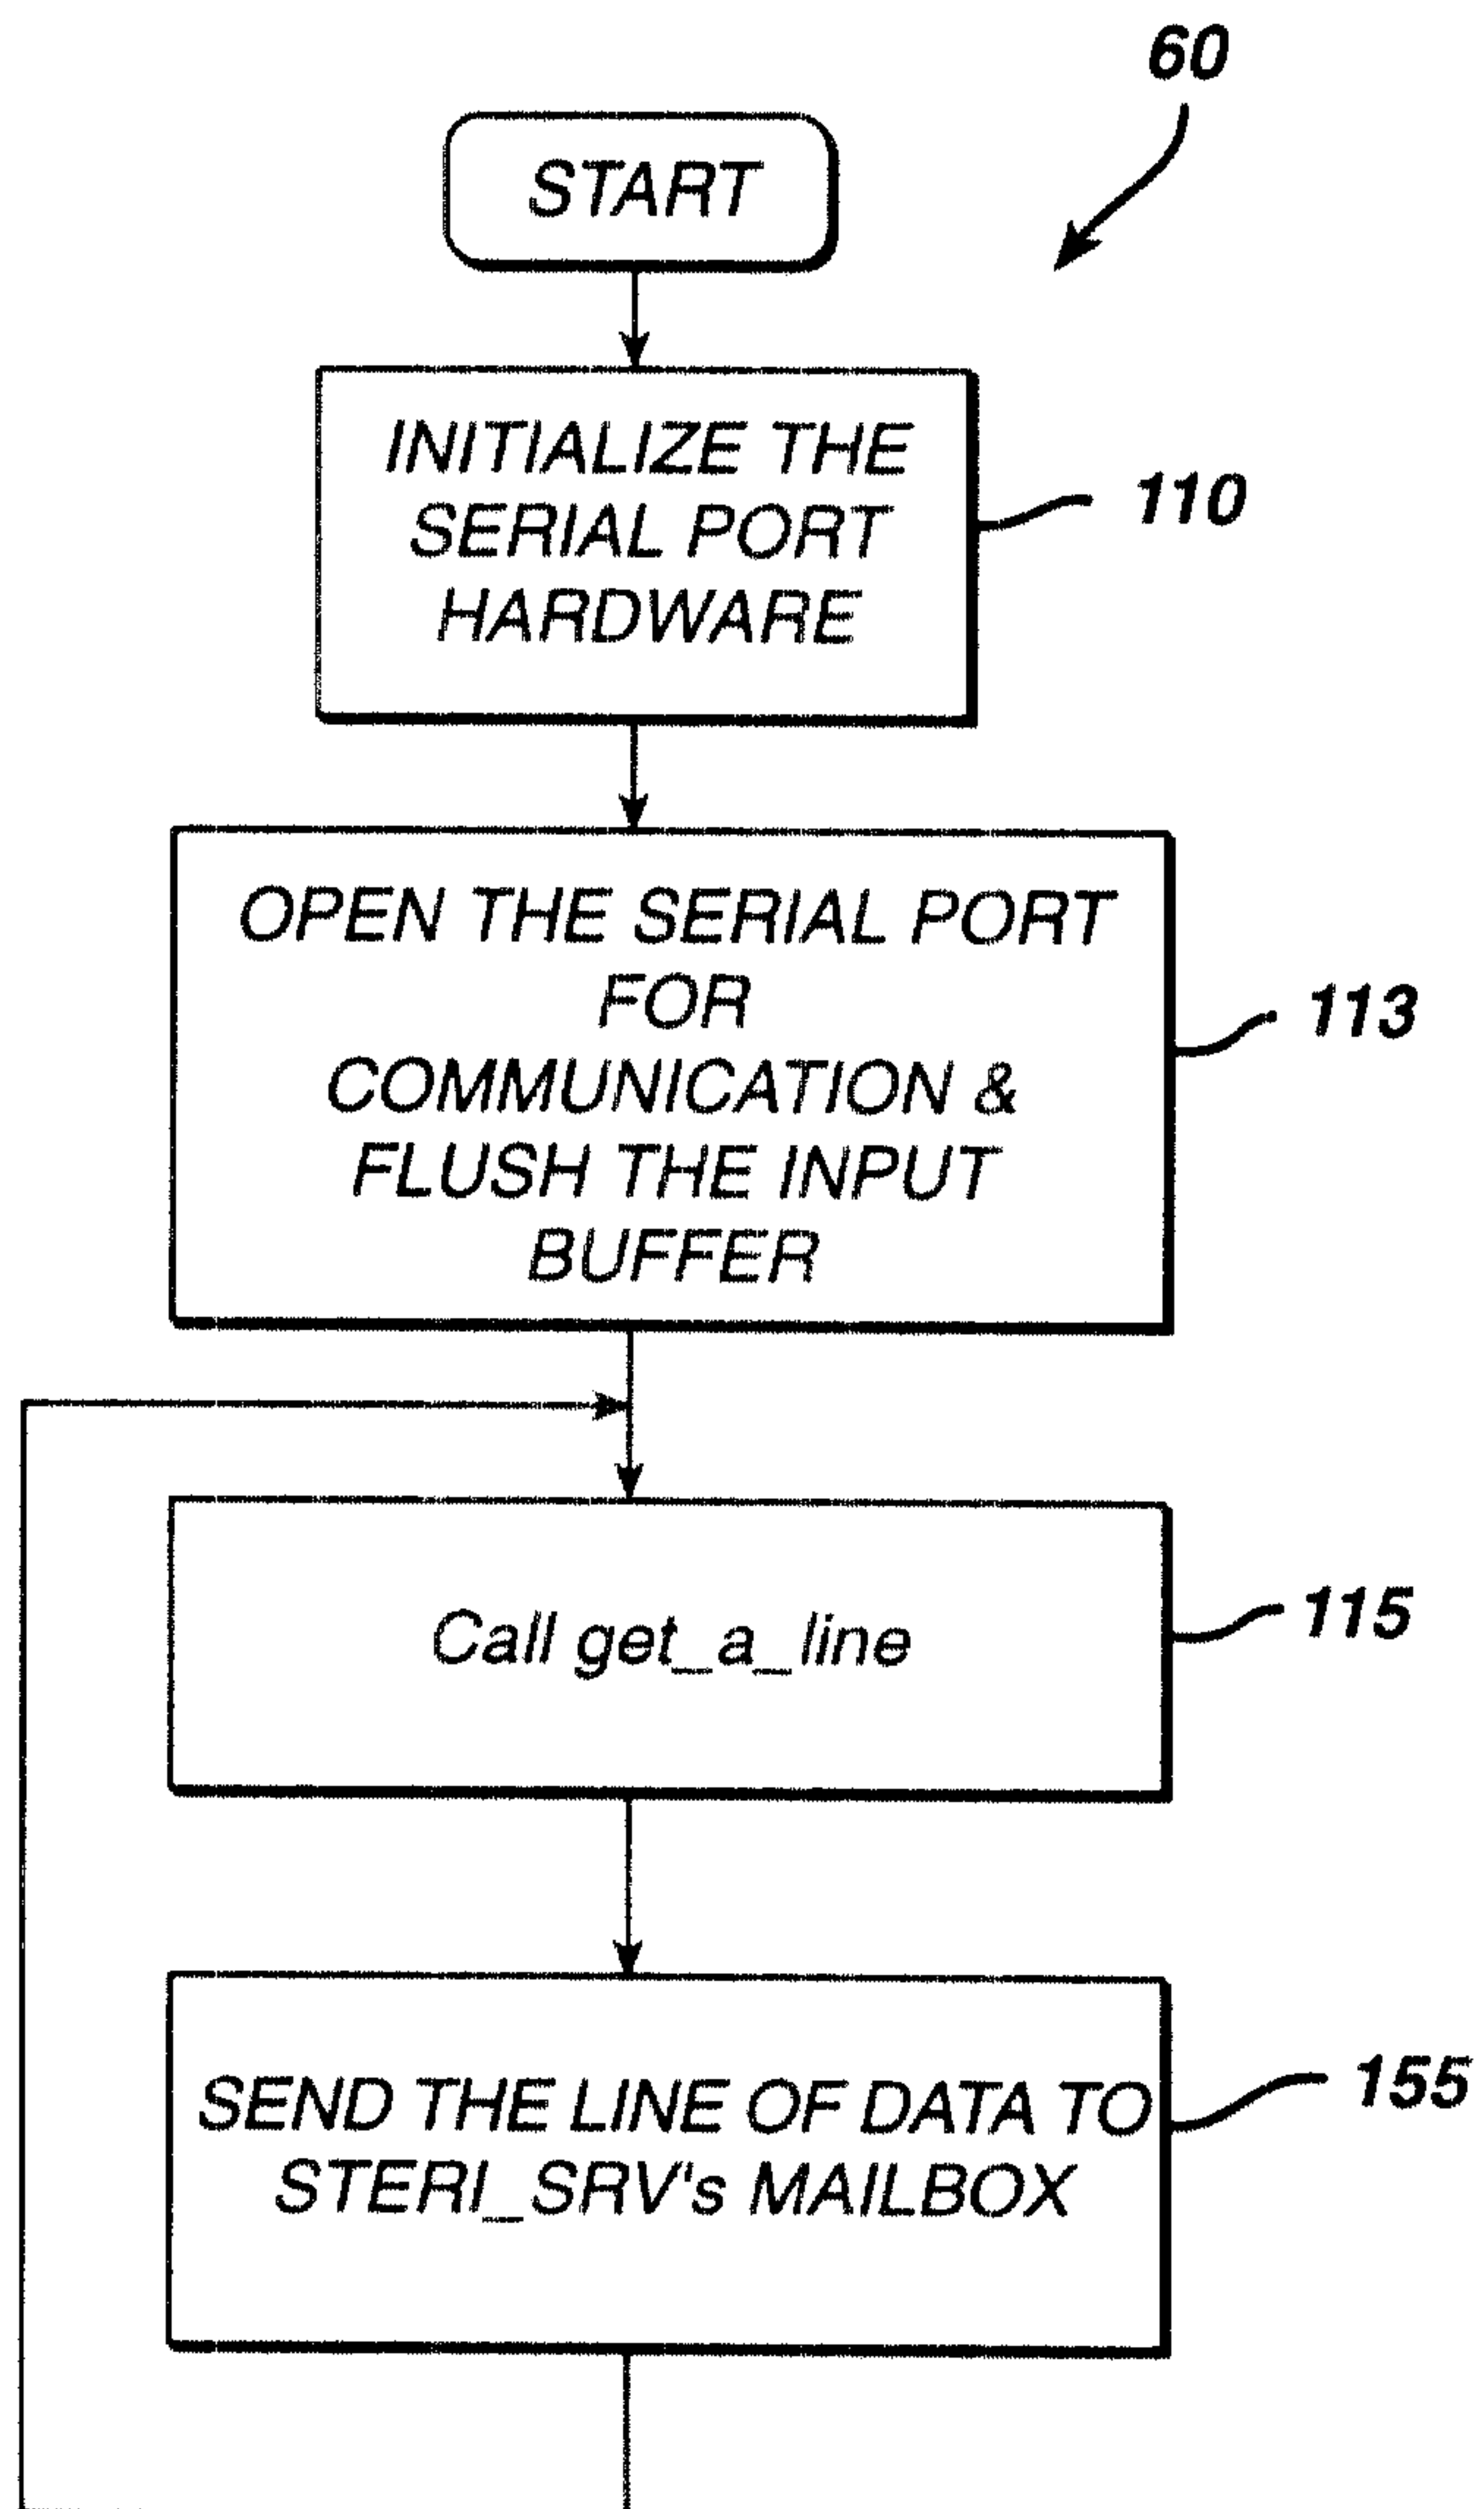 60
START
INITIALIZE THE
SERIAL PORT
HARDWARE
110
OPEN THE SERIAL PORT
FOR
COMMUNICATION &
FLUSH THE INPUT
BUFFER
113
Call get_a_line
115
SEND THE LINE OF DATA TO
STERI_SRV's MAILBOX
155